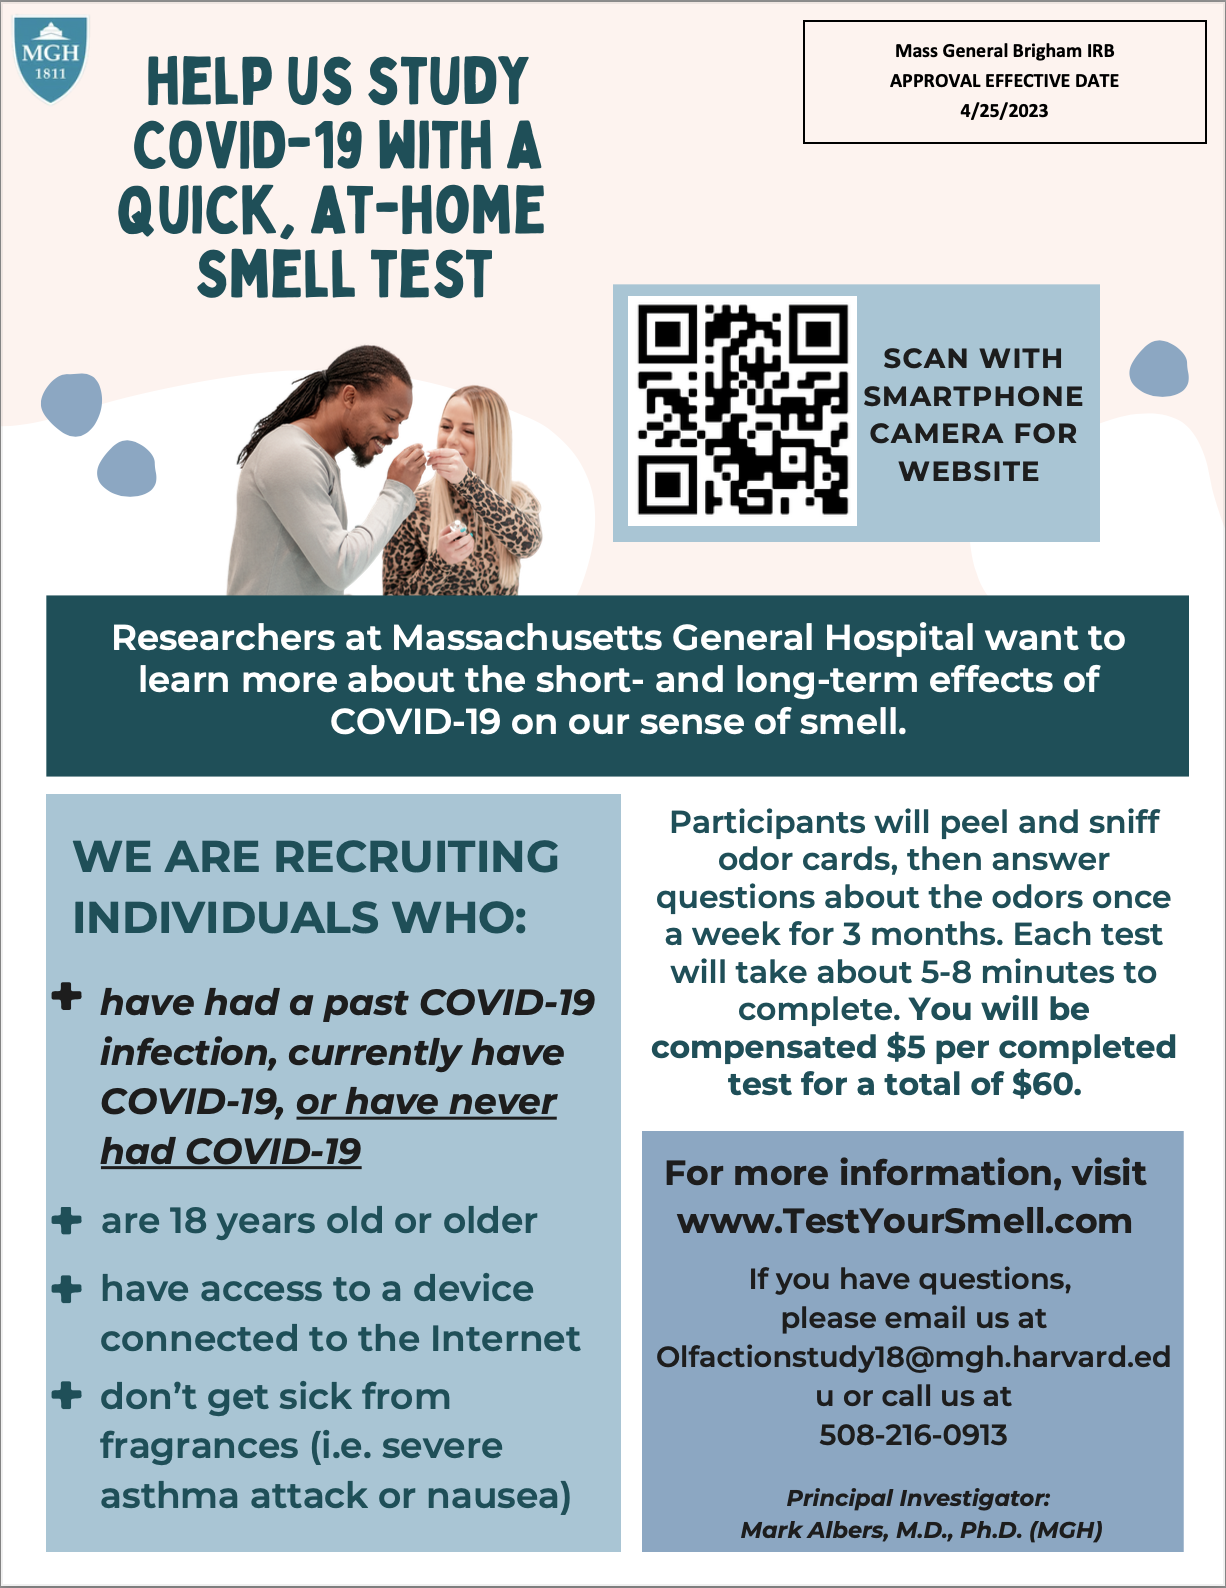 MGH
1811
HELP US STUDY
COVID-19 WITH A
QUICK, AT-HOME
SMELL TEST
Mass General Brigham IRB
APPROVAL EFFECTIVE DATE
4/25/2023
SCAN WITH
SMARTPHONE
CAMERA FOR
WEBSITE
Researchers at Massachusetts General Hospital want to
learn more about the short- and long-term effects of
COVID-19 on our sense of smell.
WE ARE RECRUITING
INDIVIDUALS WHO:
have had a past COVID-19
infection, currently have
COVID-19, or have never
had COVID-19
are 18 years old or older
have access to a device
connected to the Internet
don't get sick from
fragrances (i.e. severe
asthma attack or nausea)
Participants will peel and sniff
odor cards, then answer
questions about the odors once
a week for 3 months. Each test
will take about 5-8 minutes to
complete. You will be
compensated $5 per completed
test for a total of $60.
For more information, visit
www.TestYourSmell.com
If you have questions,
please email us at
Olfactionstudy18@mgh.harvard.ed
u or call us at
508-216-0913
Principal Investigator:
Mark Albers, M.D., Ph.D. (MGH)